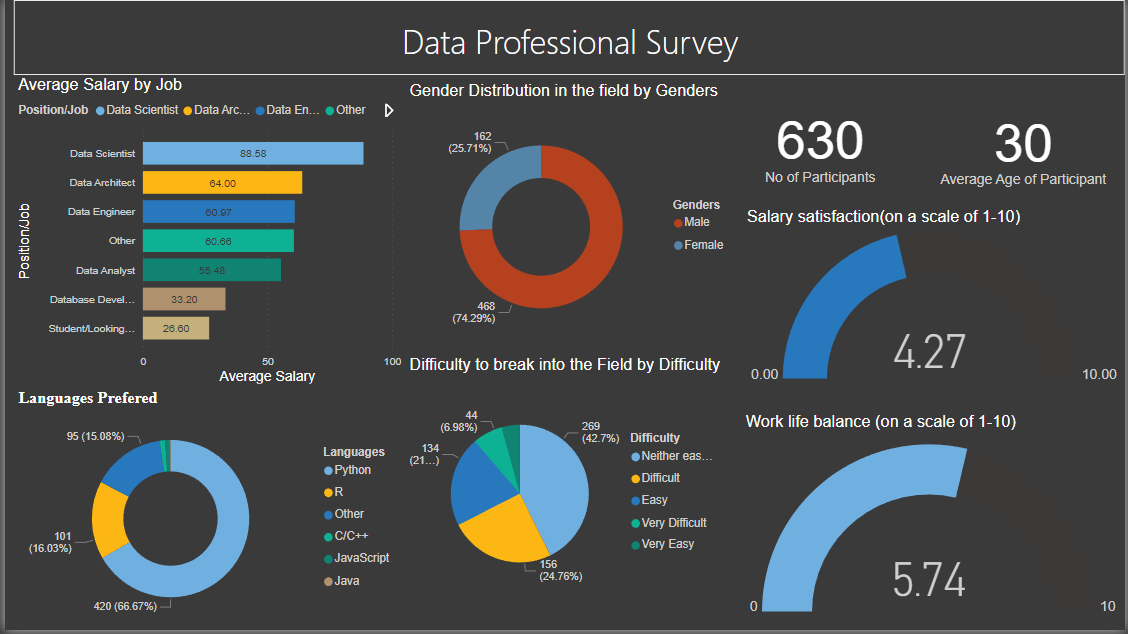 Data Professional Survey
Average Salary by Job
Position/Job Data Scientist Data Arc... Data En... Other
Position/Job
Data Scientist 88.58
Data Architect 64.00
Data Engineer 60.97
Other 60.66
Data Analyst 55.48
Database Devel... 33.20
Student/Looking... 26.60
0 50 100
Average Salary
Gender Distribution in the field by Genders
162
(25.71%)
468
(74.29%)
Genders
Male
Female
630
No of Participants
30
Average Age of Participant
Salary satisfaction(on a scale of 1-10)
4.27
0.00 10.00
Languages Prefered
95 (15.08%)
101
(16.03%)
420 (66.67%)
Languages
Python
R
Other
C/C++
JavaScript
Java
Difficulty to break into the Field by Difficulty
44
(6.98%)
269
(42.7%)
134
(21...)
156
(24.76%)
Difficulty
Neither eas...
Difficult
Easy
Very Difficult
Very Easy
Work life balance (on a scale of 1-10)
5.74
0 10